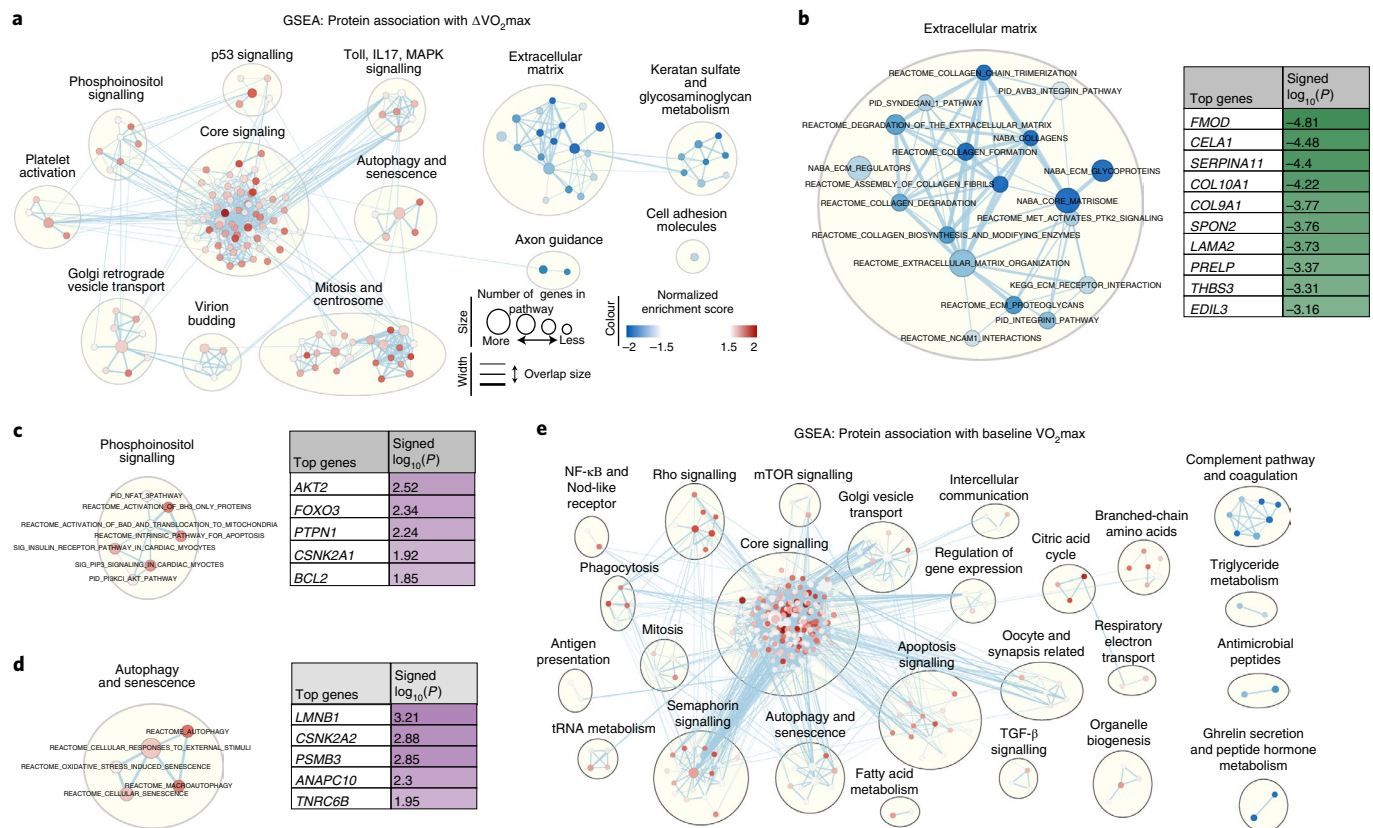 a
GSEA: Protein association with ΔVO2max
p53 signalling
Toll, IL17, MAPK
signalling
Extracellular
matrix
Keratan sulfate
and
glycosaminoglycan
metabolism
Phosphoinositol
signalling
Core signaling
Platelet
activation
Autophagy and
senescence
Cell adhesion
molecules
Axon guidance
Golgi retrograde
vesicle transport
Virion
budding
Mitosis and
centrosome
Size
Number of genes in
pathway
More
Less
Width
Overlap size
Colour
Normalized
enrichment score
–2
–1.5
1.5
2
b
Extracellular matrix
REACTOME_COLLAGEN_CHAIN_TRIMERIZATION
PID_AVB3_INTEGRIN_PATHWAY
PID_SYNDECAN_1_PATHWAY
REACTOME_DEGRADATION_OF_THE_EXTRACELLULAR_MATRIX
NABA_COLLAGENS
REACTOME_COLLAGEN_FORMATION
NABA_ECM_REGULATORS
NABA_ECM_GLYCOPROTEINS
REACTOME_ASSEMBLY_OF_COLLAGEN_FIBRILS
REACTOME_COLLAGEN_DEGRADATION
NABA_CORE_MATRISOME
REACTOME_MET_ACTIVATES_PTK2_SIGNALING
REACTOME_COLLAGEN_BIOSYNTHESIS_AND_MODIFYING_ENZYMES
REACTOME_EXTRACELLULAR_MATRIX_ORGANIZATION
KEGG_ECM_RECEPTOR_INTERACTION
REACTOME_ECM_PROTEOGLYCANS
PID_INTEGRIN1_PATHWAY
REACTOME_NCAM1_INTERACTIONS
Top genes Signed
log10(P)
FMOD –4.81
CELA1 –4.48
SERPINA11 –4.4
COL10A1 –4.22
COL9A1 –3.77
SPON2 –3.76
LAMA2 –3.73
PRELP –3.37
THBS3 –3.31
EDIL3 –3.16
c
Phosphoinositol
signalling
PID_NFAT_3PATHWAY
REACTOME_ACTIVATION_OF_BH3_ONLY_PROTEINS
REACTOME_ACTIVATION_OF_BAD_AND_TRANSLOCATION_TO_MITOCHONDRIA
REACTOME_INTRINSIC_PATHWAY_FOR_APOPTOSIS
SIG_INSULIN_RECEPTOR_PATHWAY_IN_CARDIAC_MYOCYTES
SIG_PIP3_SIGNALING_IN_CARDIAC_MYOCTES
PID_PI3KCI_AKT_PATHWAY
Top genes Signed
log10(P)
AKT2 2.52
FOXO3 2.34
PTPN1 2.24
CSNK2A1 1.92
BCL2 1.85
d
Autophagy
and senescence
REACTOME_AUTOPHAGY
REACTOME_CELLULAR_RESPONSES_TO_EXTERNAL_STIMULI
REACTOME_OXIDATIVE_STRESS_INDUCED_SENESCENCE
REACTOME_MACROAUTOPHAGY
REACTOME_CELLULAR_SENESCENCE
Top genes Signed
log10(P)
LMNB1 3.21
CSNK2A2 2.88
PSMB3 2.85
ANAPC10 2.3
TNRC6B 1.95
e
GSEA: Protein association with baseline VO2max
NF-κB and
Nod-like
receptor
Rho signalling
mTOR signalling
Golgi vesicle
transport
Intercellular
communication
Complement pathway
and coagulation
Branched-chain
amino acids
Core signalling
Citric acid
cycle
Regulation of
gene expression
Phagocytosis
Triglyceride
metabolism
Mitosis
Antigen
presentation
Apoptosis
signalling
Oocyte and
synapsis related
Respiratory
electron
transport
Antimicrobial
peptides
Semaphorin
signalling
Autophagy and
senescence
tRNA metabolism
TGF-β
signalling
Organelle
biogenesis
Ghrelin secretion
and peptide hormone
metabolism
Fatty acid
metabolism